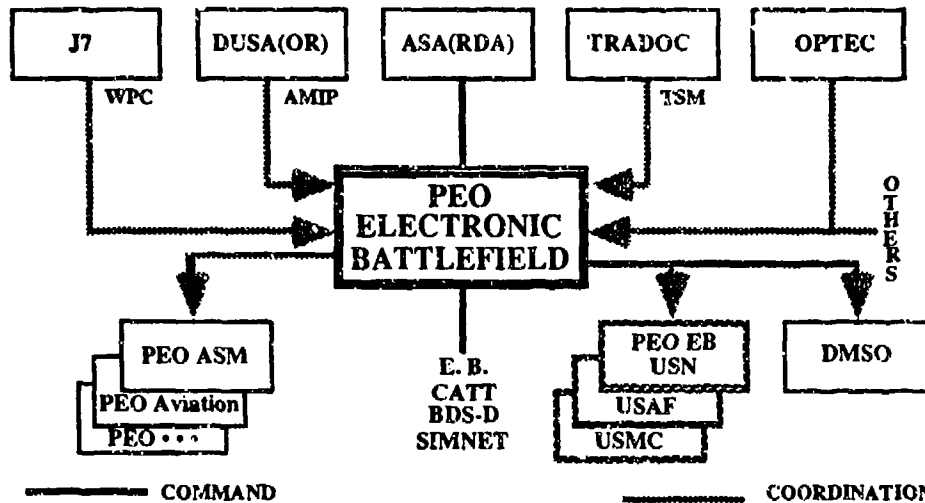 J7
DUSA(OR)
ASA(RDA)
TRADOC
OPTEC
WPC
AMIP
TSM
PEO
ELECTRONIC
BATTLEFIELD
OTHERS
PEO ASM
PEO Aviation
PEO • • •
E. B.
CATT
BDS-D
SIMNET
PEO EB
USN
USAF
USMC
DMSO
COMMAND
COORDINATION